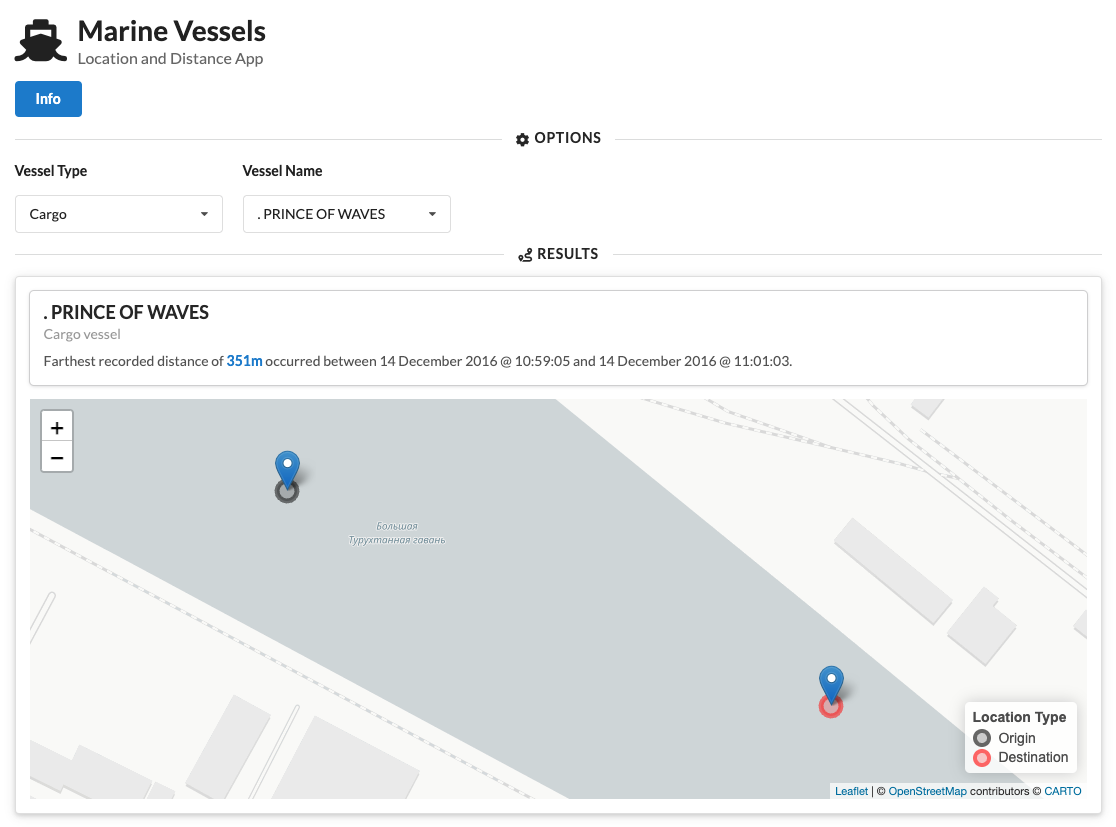 Marine Vessels
Location and Distance App
Info
OPTIONS
Vessel Type
Vessel Name
Cargo
. PRINCE OF WAVES
RESULTS
. PRINCE OF WAVES
Cargo vessel
Farthest recorded distance of 351m occurred between 14 December 2016 @ 10:59:05 and 14 December 2016 @ 11:01:03.
+
−
Большая
Турухтанная гавань
Location Type
Origin
Destination
Leaflet | © OpenStreetMap contributors © CARTO